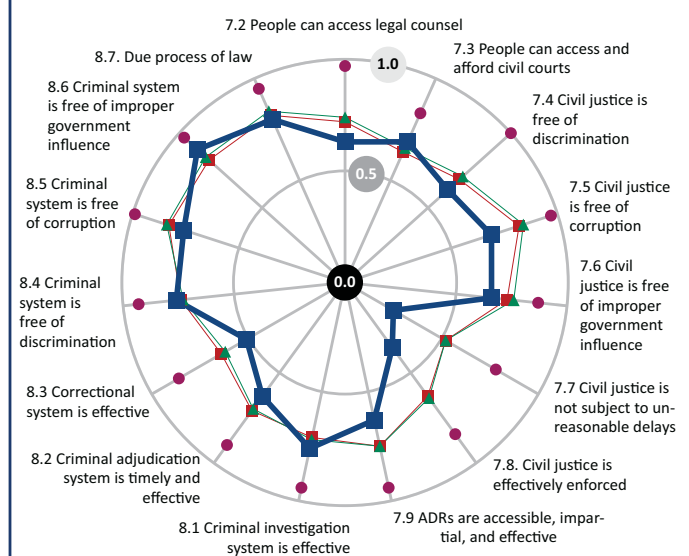 7.2 People can access legal counsel
7.3 People can access and
afford civil courts
7.4 Civil justice is
free of
discrimination
7.5 Civil justice
is free of
corruption
7.6 Civil
justice is free
of improper
government
influence
7.7 Civil justice is
not subject to un-
reasonable delays
7.8. Civil justice is
effectively enforced
7.9 ADRs are accessible, impar-
tial, and effective
8.1 Criminal investigation
system is effective
8.2 Criminal adjudication
system is timely and
effective
8.3 Correctional
system is effective
8.4 Criminal
system is
free of
discrimination
8.5 Criminal
system is free
of corruption
8.6 Criminal system
is free of improper
government
influence
8.7. Due process of law
1.0
0.5
0.0